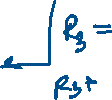 R₃ =
R₃+